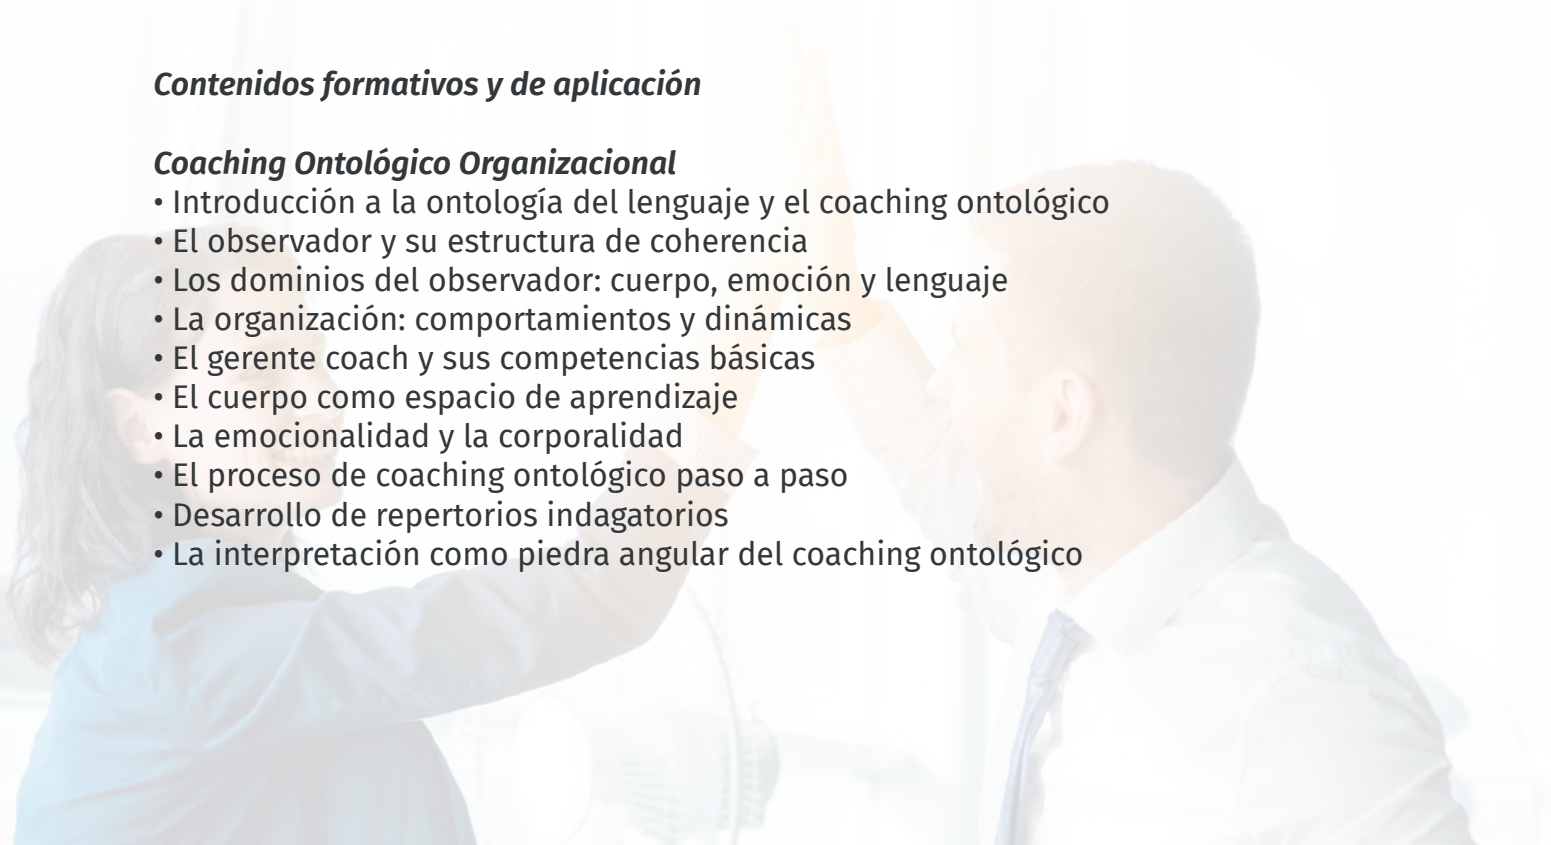 Contenidos formativos y de aplicación
Coaching Ontológico Organizacional
• Introducción a la ontología del lenguaje y el coaching ontológico
• El observador y su estructura de coherencia
• Los dominios del observador: cuerpo, emoción y lenguaje
• La organización: comportamientos y dinámicas
• El gerente coach y sus competencias básicas
• El cuerpo como espacio de aprendizaje
• La emocionalidad y la corporalidad
• El proceso de coaching ontológico paso a paso
• Desarrollo de repertorios indagatorios
• La interpretación como piedra angular del coaching ontológico